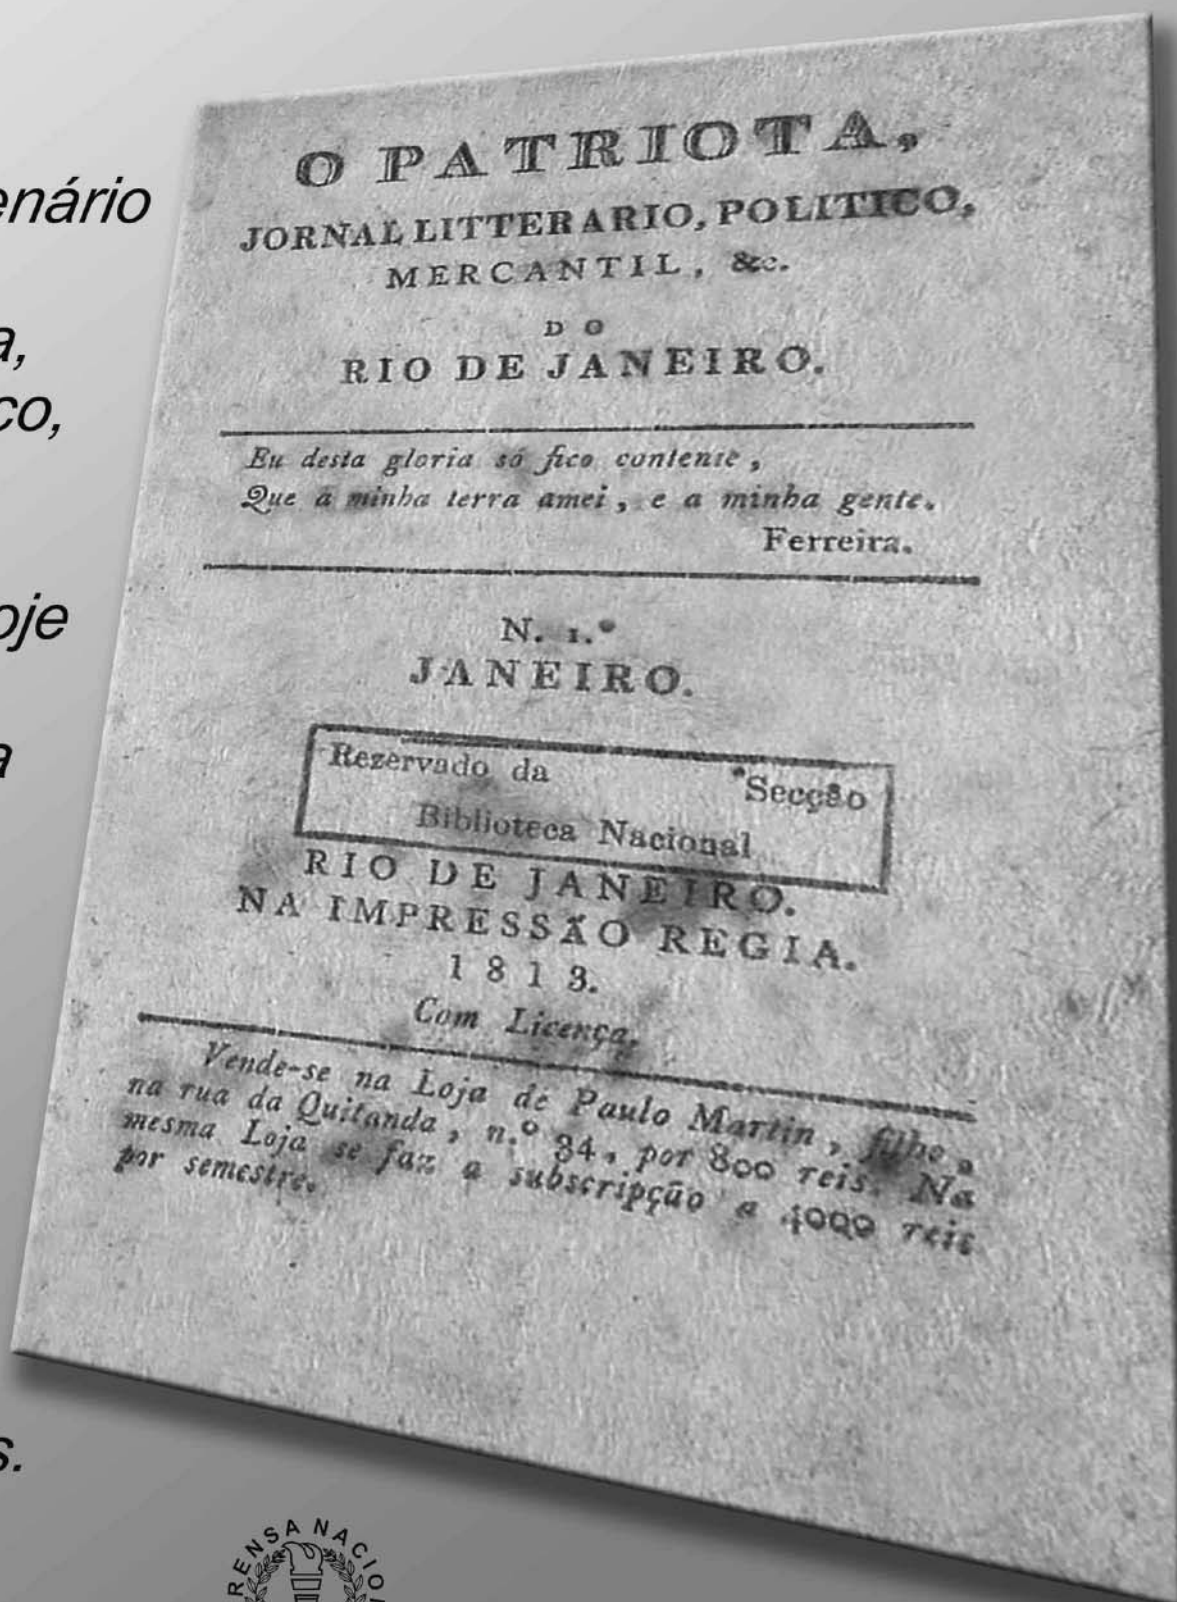 enário
a,
co,
oje
a
s.
O PATRIOTA,
JORNAL LITTERARIO, POLITICO,
MERCANTIL, &c.
DO
RIO DE JANEIRO.
Eu desta gloria só fico contente,
Que a minha terra amei, e a minha gente.
Ferreira.
N. 1.º
JANEIRO.
Rezervado da Secção
Biblioteca Nacional
RIO DE JANEIRO.
NA IMPRESSÃO REGIA.
1813.
Com Licença.
Vende-se na Loja de Paulo Martin, filho,
na rua da Quitanda, n.º 34, por 800 reis. Na
mesma Loja se faz a subscripção a 4000 reis
por semestre.
RENSA NACIO